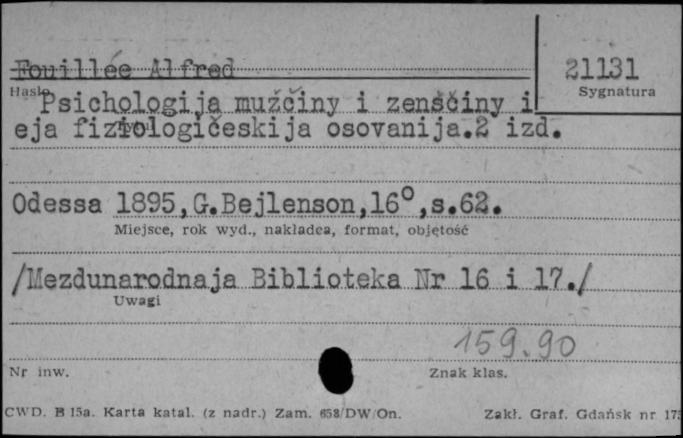 Fouillée Alfred
21131
Hasło
Sygnatura
Psichologija mužčiny i zenščiny i
eja fiziologičeskija osovanija.2 izd.
Odessa 1895,G.Bejlenson,16°,s.62.
Miejsce, rok wyd., nakładca, format, objętość
/Mezdunarodnaja Biblioteka Nr 16 i 17./
Uwagi
159.90
Nr inw.
Znak klas.
CWD. B 15a. Karta katal. (z nadr.) Zam. 658/DW/On.
Zakł. Graf. Gdańsk nr 175